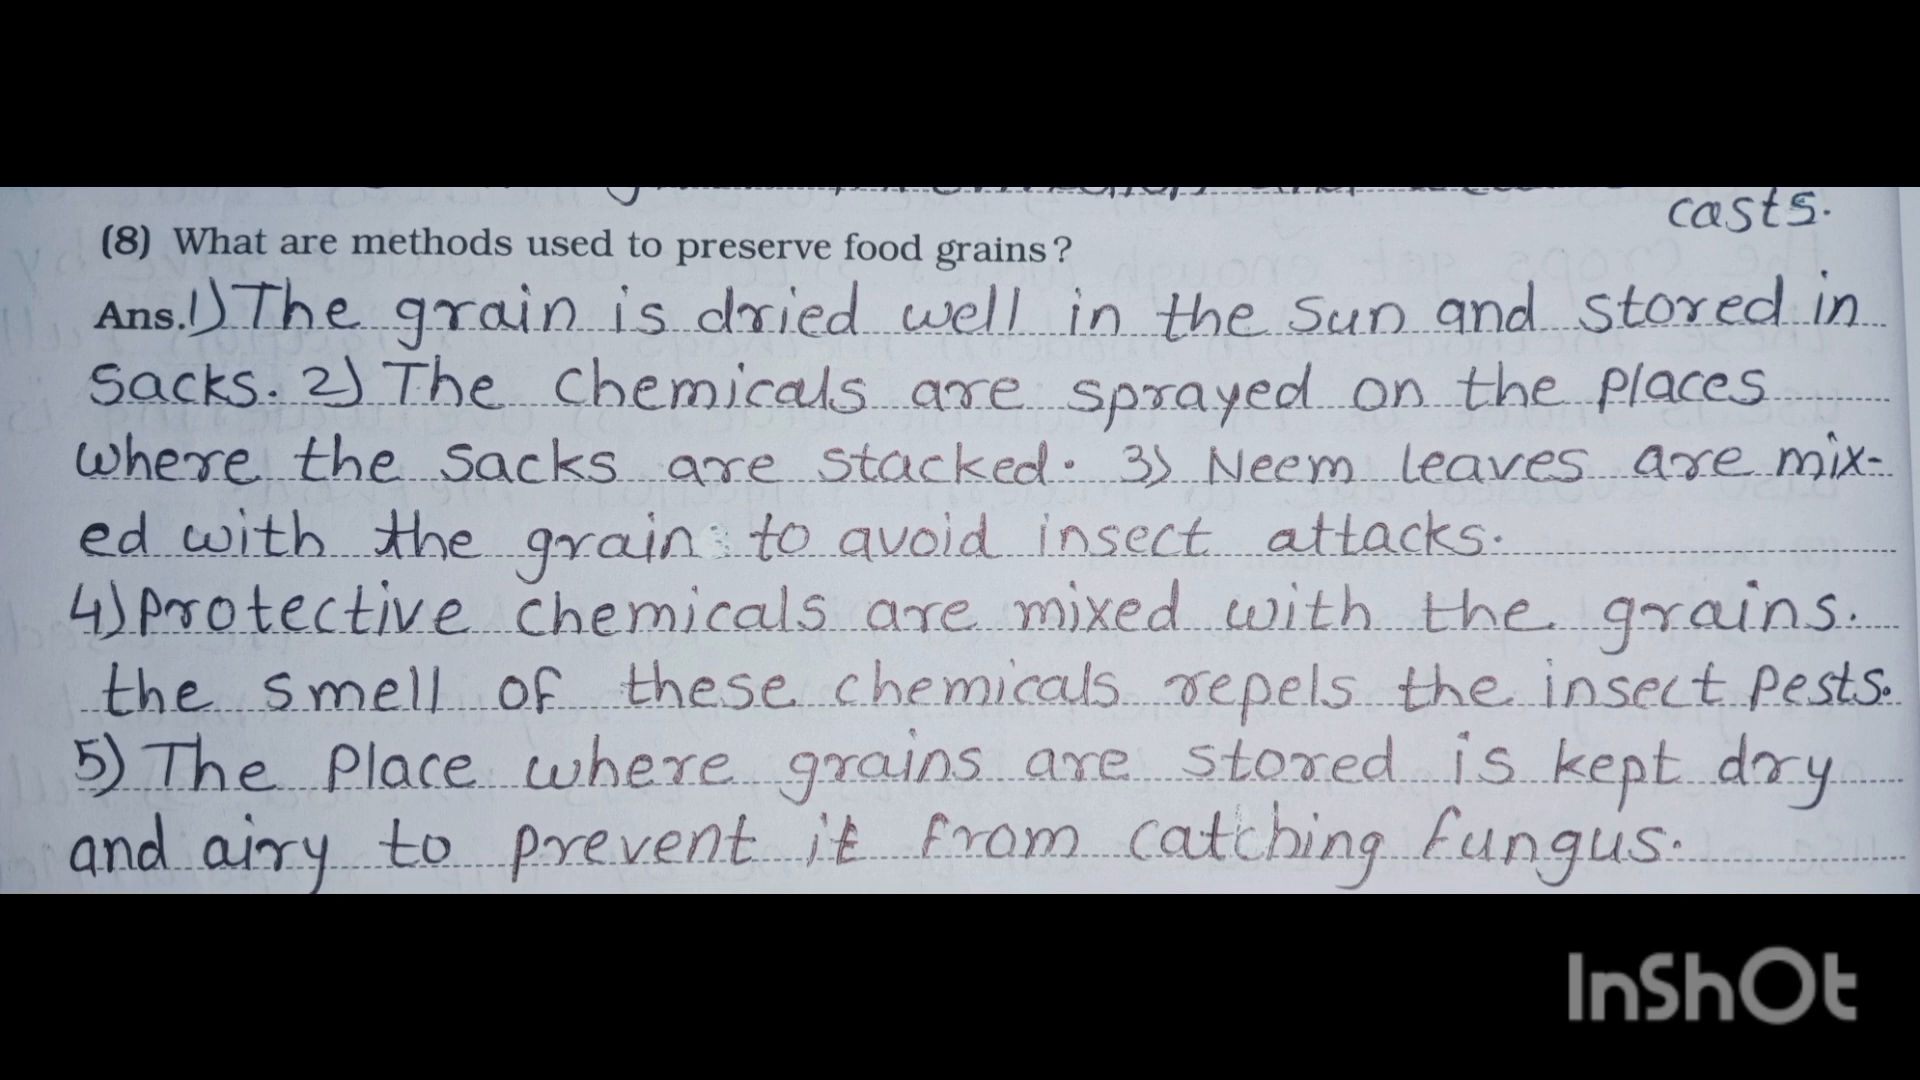 casts.
(8) What are methods used to preserve food grains?
Ans. 1) The grain is dried well in the sun and stored in
sacks. 2) The chemicals are sprayed on the places
where the sacks are stacked. 3) Neem leaves are mix-
ed with the grain to avoid insect attacks.
4) Protective chemicals are mixed with the grains.
the smell of these chemicals repels the insect pests.
5) The place where grains are stored is kept dry
and airy to prevent it from catching fungus.
InShOt